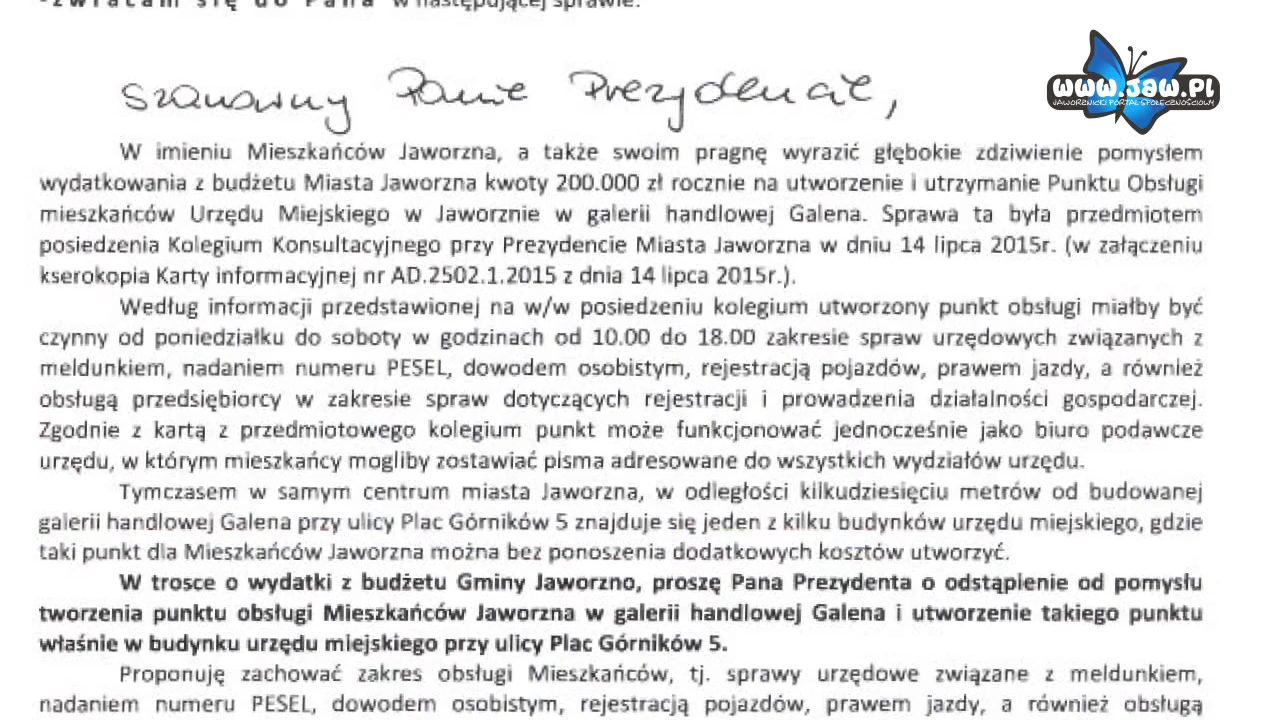 -zwracam się do Pana w następującej sprawie:
Szanowny Panie Prezydencie,
www.jaw.pl
JAWORZNICKI PORTAL SPOŁECZNOŚCIOWY
W imieniu Mieszkańców Jaworzna, a także swoim pragnę wyrazić głębokie zdziwienie pomysłem
wydatkowania z budżetu Miasta Jaworzna kwoty 200.000 zł rocznie na utworzenie i utrzymanie Punktu Obsługi
mieszkańców Urzędu Miejskiego w Jaworznie w galerii handlowej Galena. Sprawa ta była przedmiotem
posiedzenia Kolegium Konsultacyjnego przy Prezydencie Miasta Jaworzna w dniu 14 lipca 2015r. (w załączeniu
kserokopia Karty informacyjnej nr AD.2502.1.2015 z dnia 14 lipca 2015r.).
Według informacji przedstawionej na w/w posiedzeniu kolegium utworzony punkt obsługi miałby być
czynny od poniedziałku do soboty w godzinach od 10.00 do 18.00 zakresie spraw urzędowych związanych z
meldunkiem, nadaniem numeru PESEL, dowodem osobistym, rejestracją pojazdów, prawem jazdy, a również
obsługą przedsiębiorcy w zakresie spraw dotyczących rejestracji i prowadzenia działalności gospodarczej.
Zgodnie z kartą z przedmiotowego kolegium punkt może funkcjonować jednocześnie jako biuro podawcze
urzędu, w którym mieszkańcy mogliby zostawiać pisma adresowane do wszystkich wydziałów urzędu.
Tymczasem w samym centrum miasta Jaworzna, w odległości kilkudziesięciu metrów od budowanej
galerii handlowej Galena przy ulicy Plac Górników 5 znajduje się jeden z kilku budynków urzędu miejskiego, gdzie
taki punkt dla Mieszkańców Jaworzna można bez ponoszenia dodatkowych kosztów utworzyć.
W trosce o wydatki z budżetu Gminy Jaworzno, proszę Pana Prezydenta o odstąpienie od pomysłu
tworzenia punktu obsługi Mieszkańców Jaworzna w galerii handlowej Galena i utworzenie takiego punktu
właśnie w budynku urzędu miejskiego przy ulicy Plac Górników 5.
Proponuję zachować zakres obsługi Mieszkańców, tj. sprawy urzędowe związane z meldunkiem,
nadaniem numeru PESEL, dowodem osobistym, rejestracją pojazdów, prawem jazdy, a również obsługą